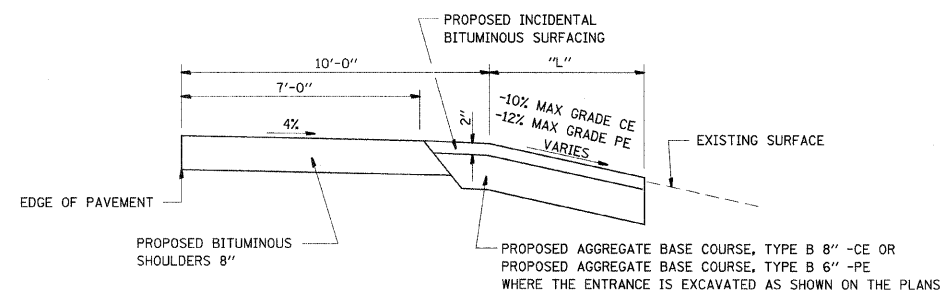 PROPOSED INCIDENTAL
BITUMINOUS SURFACING
10'-0"
"L"
7'-0"
4%
2"
-10% MAX GRADE CE
-12% MAX GRADE PE
VARIES
EXISTING SURFACE
EDGE OF PAVEMENT
PROPOSED BITUMINOUS
SHOULDERS 8"
PROPOSED AGGREGATE BASE COURSE, TYPE B 8" -CE OR
PROPOSED AGGREGATE BASE COURSE, TYPE B 6" -PE
WHERE THE ENTRANCE IS EXCAVATED AS SHOWN ON THE PLANS